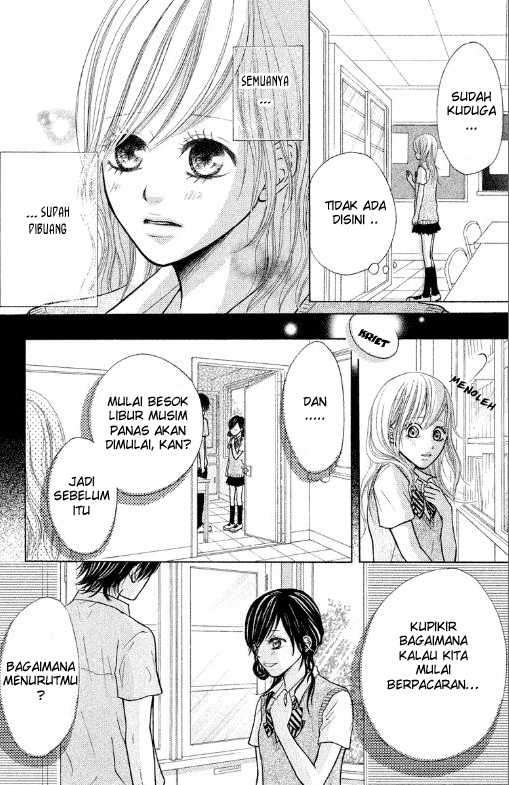 SUDAH
KUDUGA
...
TIDAK ADA
DISINI ..
SEMUANYA
...
... SUDAH
DIBUANG
KRIET
MENOLEH
DAN
.....
MULAI BESOK
LIBUR MUSIM
PANAS AKAN
DIMULAI, KAN?
JADI
SEBELUM
ITU
KUPIKIR
BAGAIMANA
KALAU KITA
MULAI
BERPACARAN...
BAGAIMANA
MENURUTMU
?